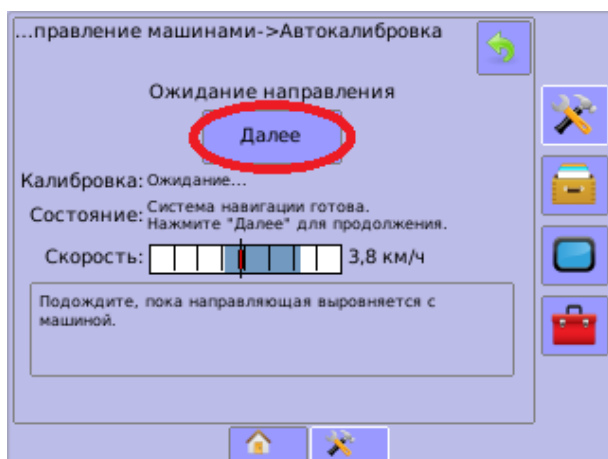 ...правление машинами->Автокалибровка
Ожидание направления
Далее
Калибровка: Ожидание...
Состояние: Система навигации готова.
Нажмите "Далее" для продолжения.
Скорость: 3,8 км/ч
Подождите, пока направляющая выровняется с
машиной.